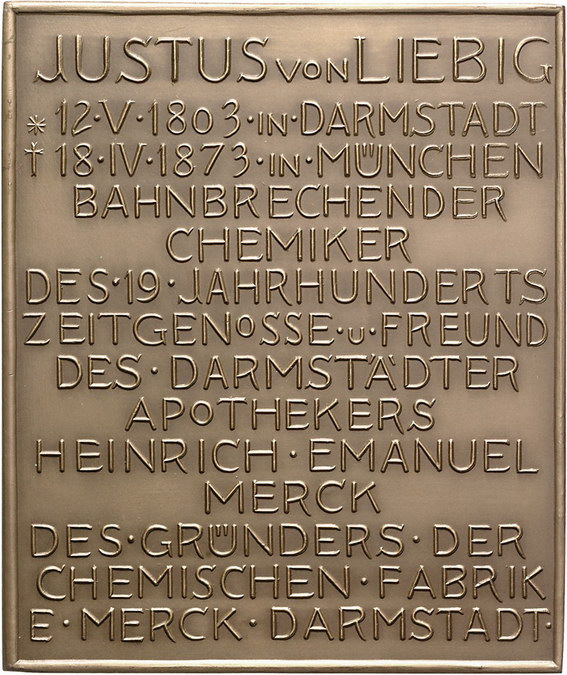 JUSTUS VON LIEBIG
* 12·V·1803·IN·DARMSTADT
† 18·IV·1873·IN·MÜNCHEN
BAHNBRECHENDER
CHEMIKER
DES·19·JAHRHUNDERTS
ZEITGENOSSE·U·FREUND
DES·DARMSTÄDTER
APOTHEKERS
HEINRICH·EMANUEL
MERCK
DES·GRÜNDERS·DER
CHEMISCHEN·FABRIK
E·MERCK·DARMSTADT·